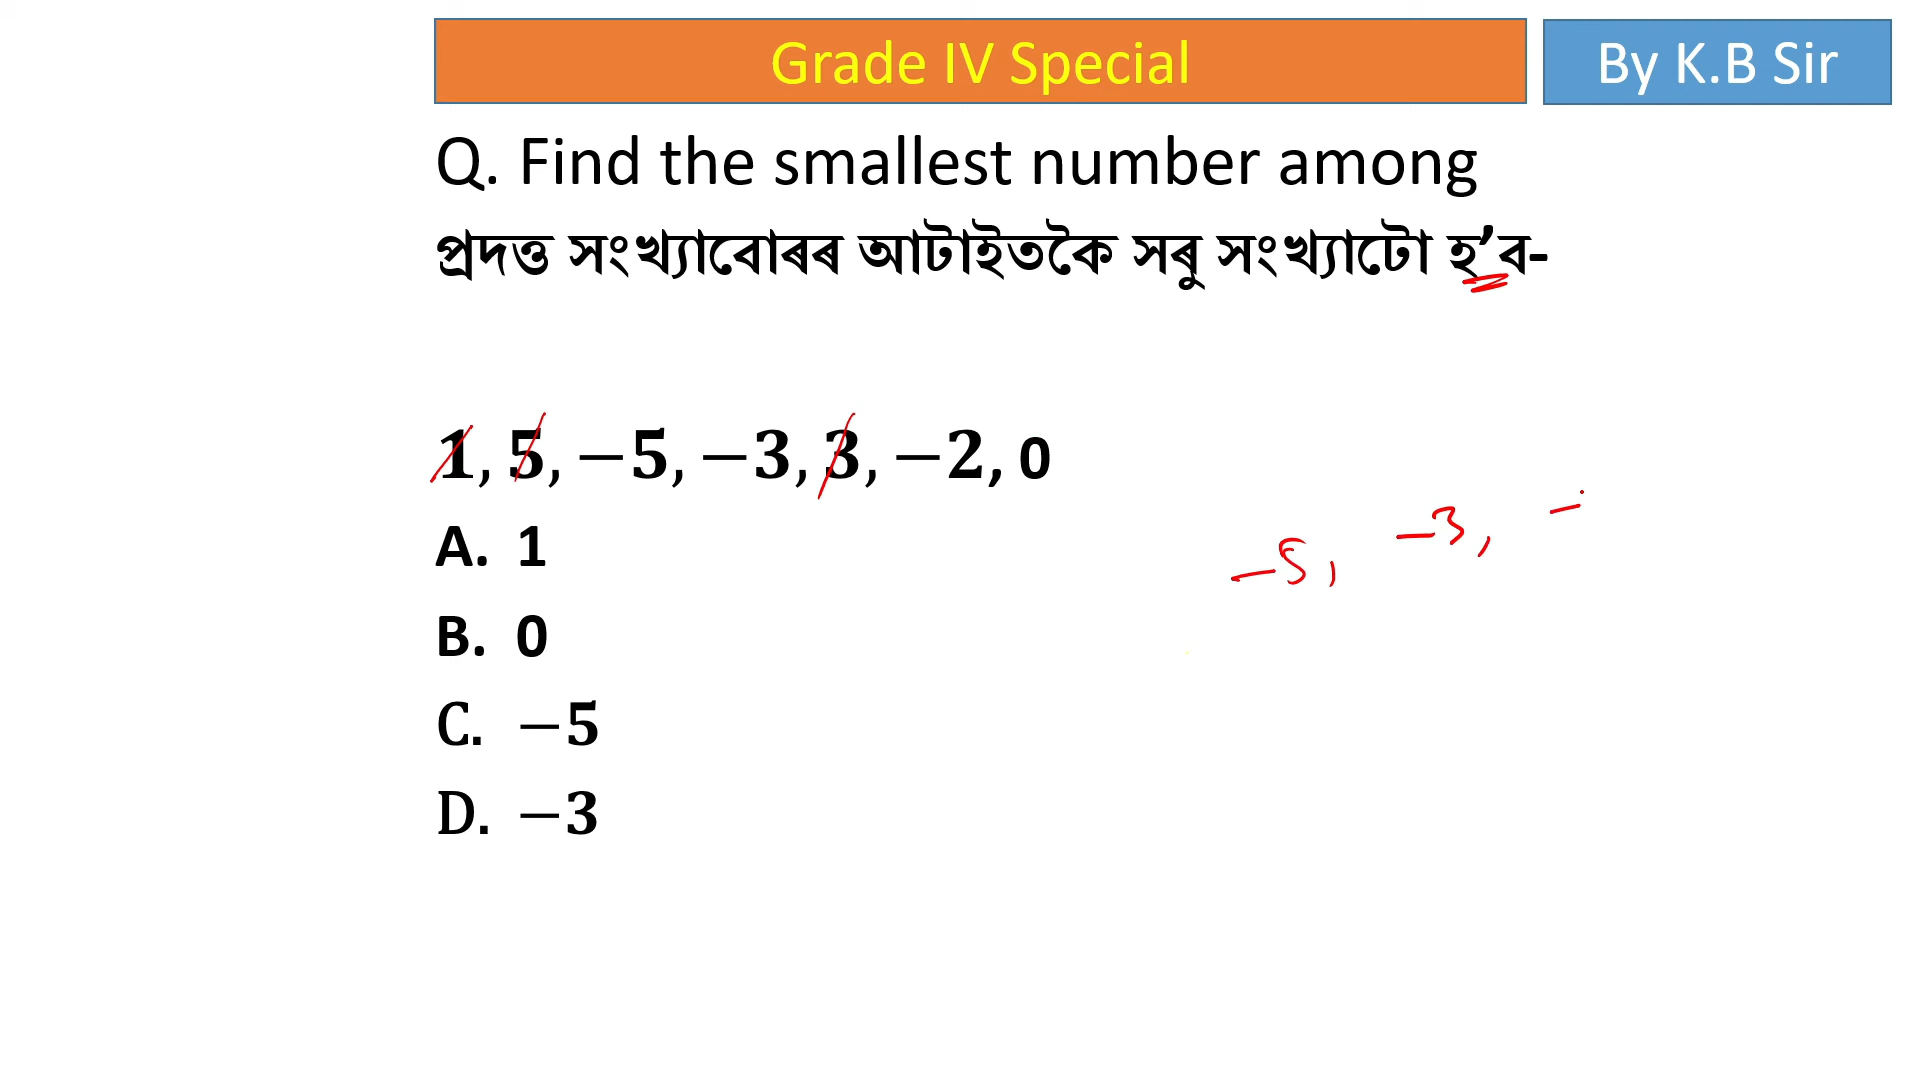 Grade IV Special
By K.B Sir
Q. Find the smallest number among
প্ৰদত্ত সংখ্যাবোৰৰ আটাইতকৈ সৰু সংখ্যাটো হ’ব-
1, 5, −5, −3, 3, −2, 0
−5, −3, −
A. 1
B. 0
C. −5
D. −3